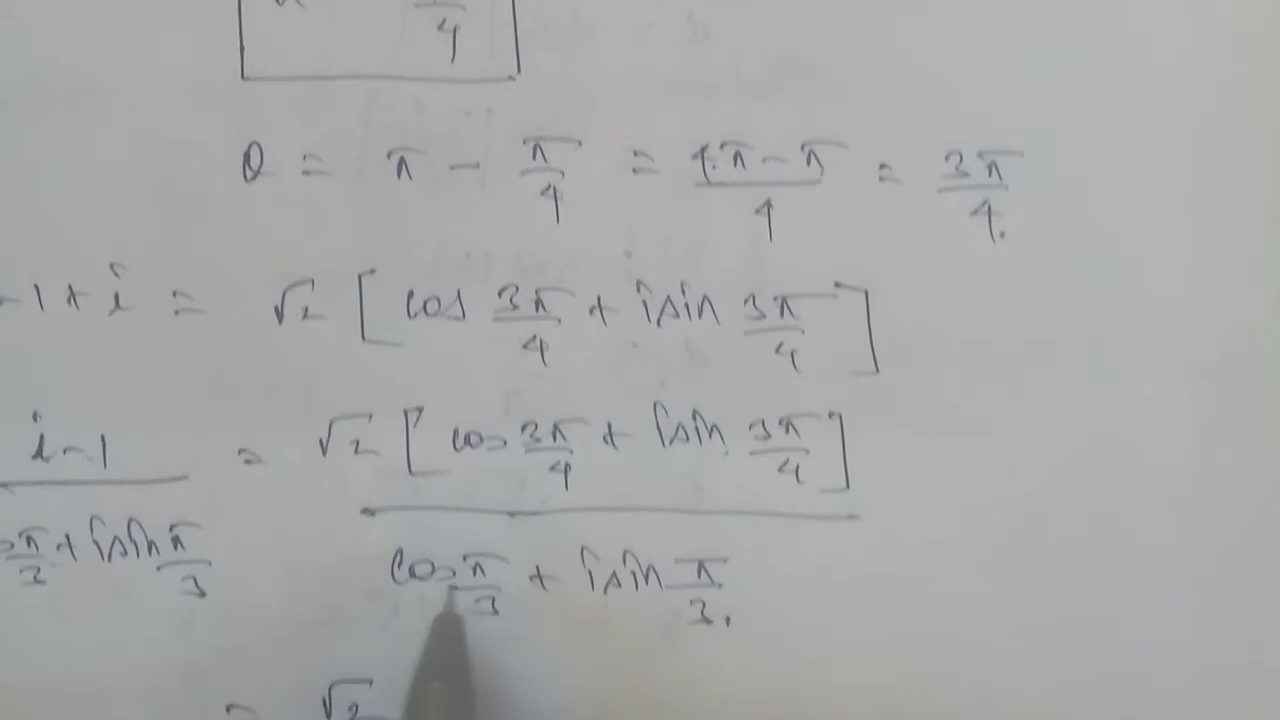 4
θ = π - π/4 = (4π - π)/4 = 3π/4.
-1+i = √2 [cos 3π/4 + i sin 3π/4]
i-1 / π/3 + i sin π/3 = √2 [cos 3π/4 + i sin 3π/4] / cos π/3 + i sin π/3.
= √2